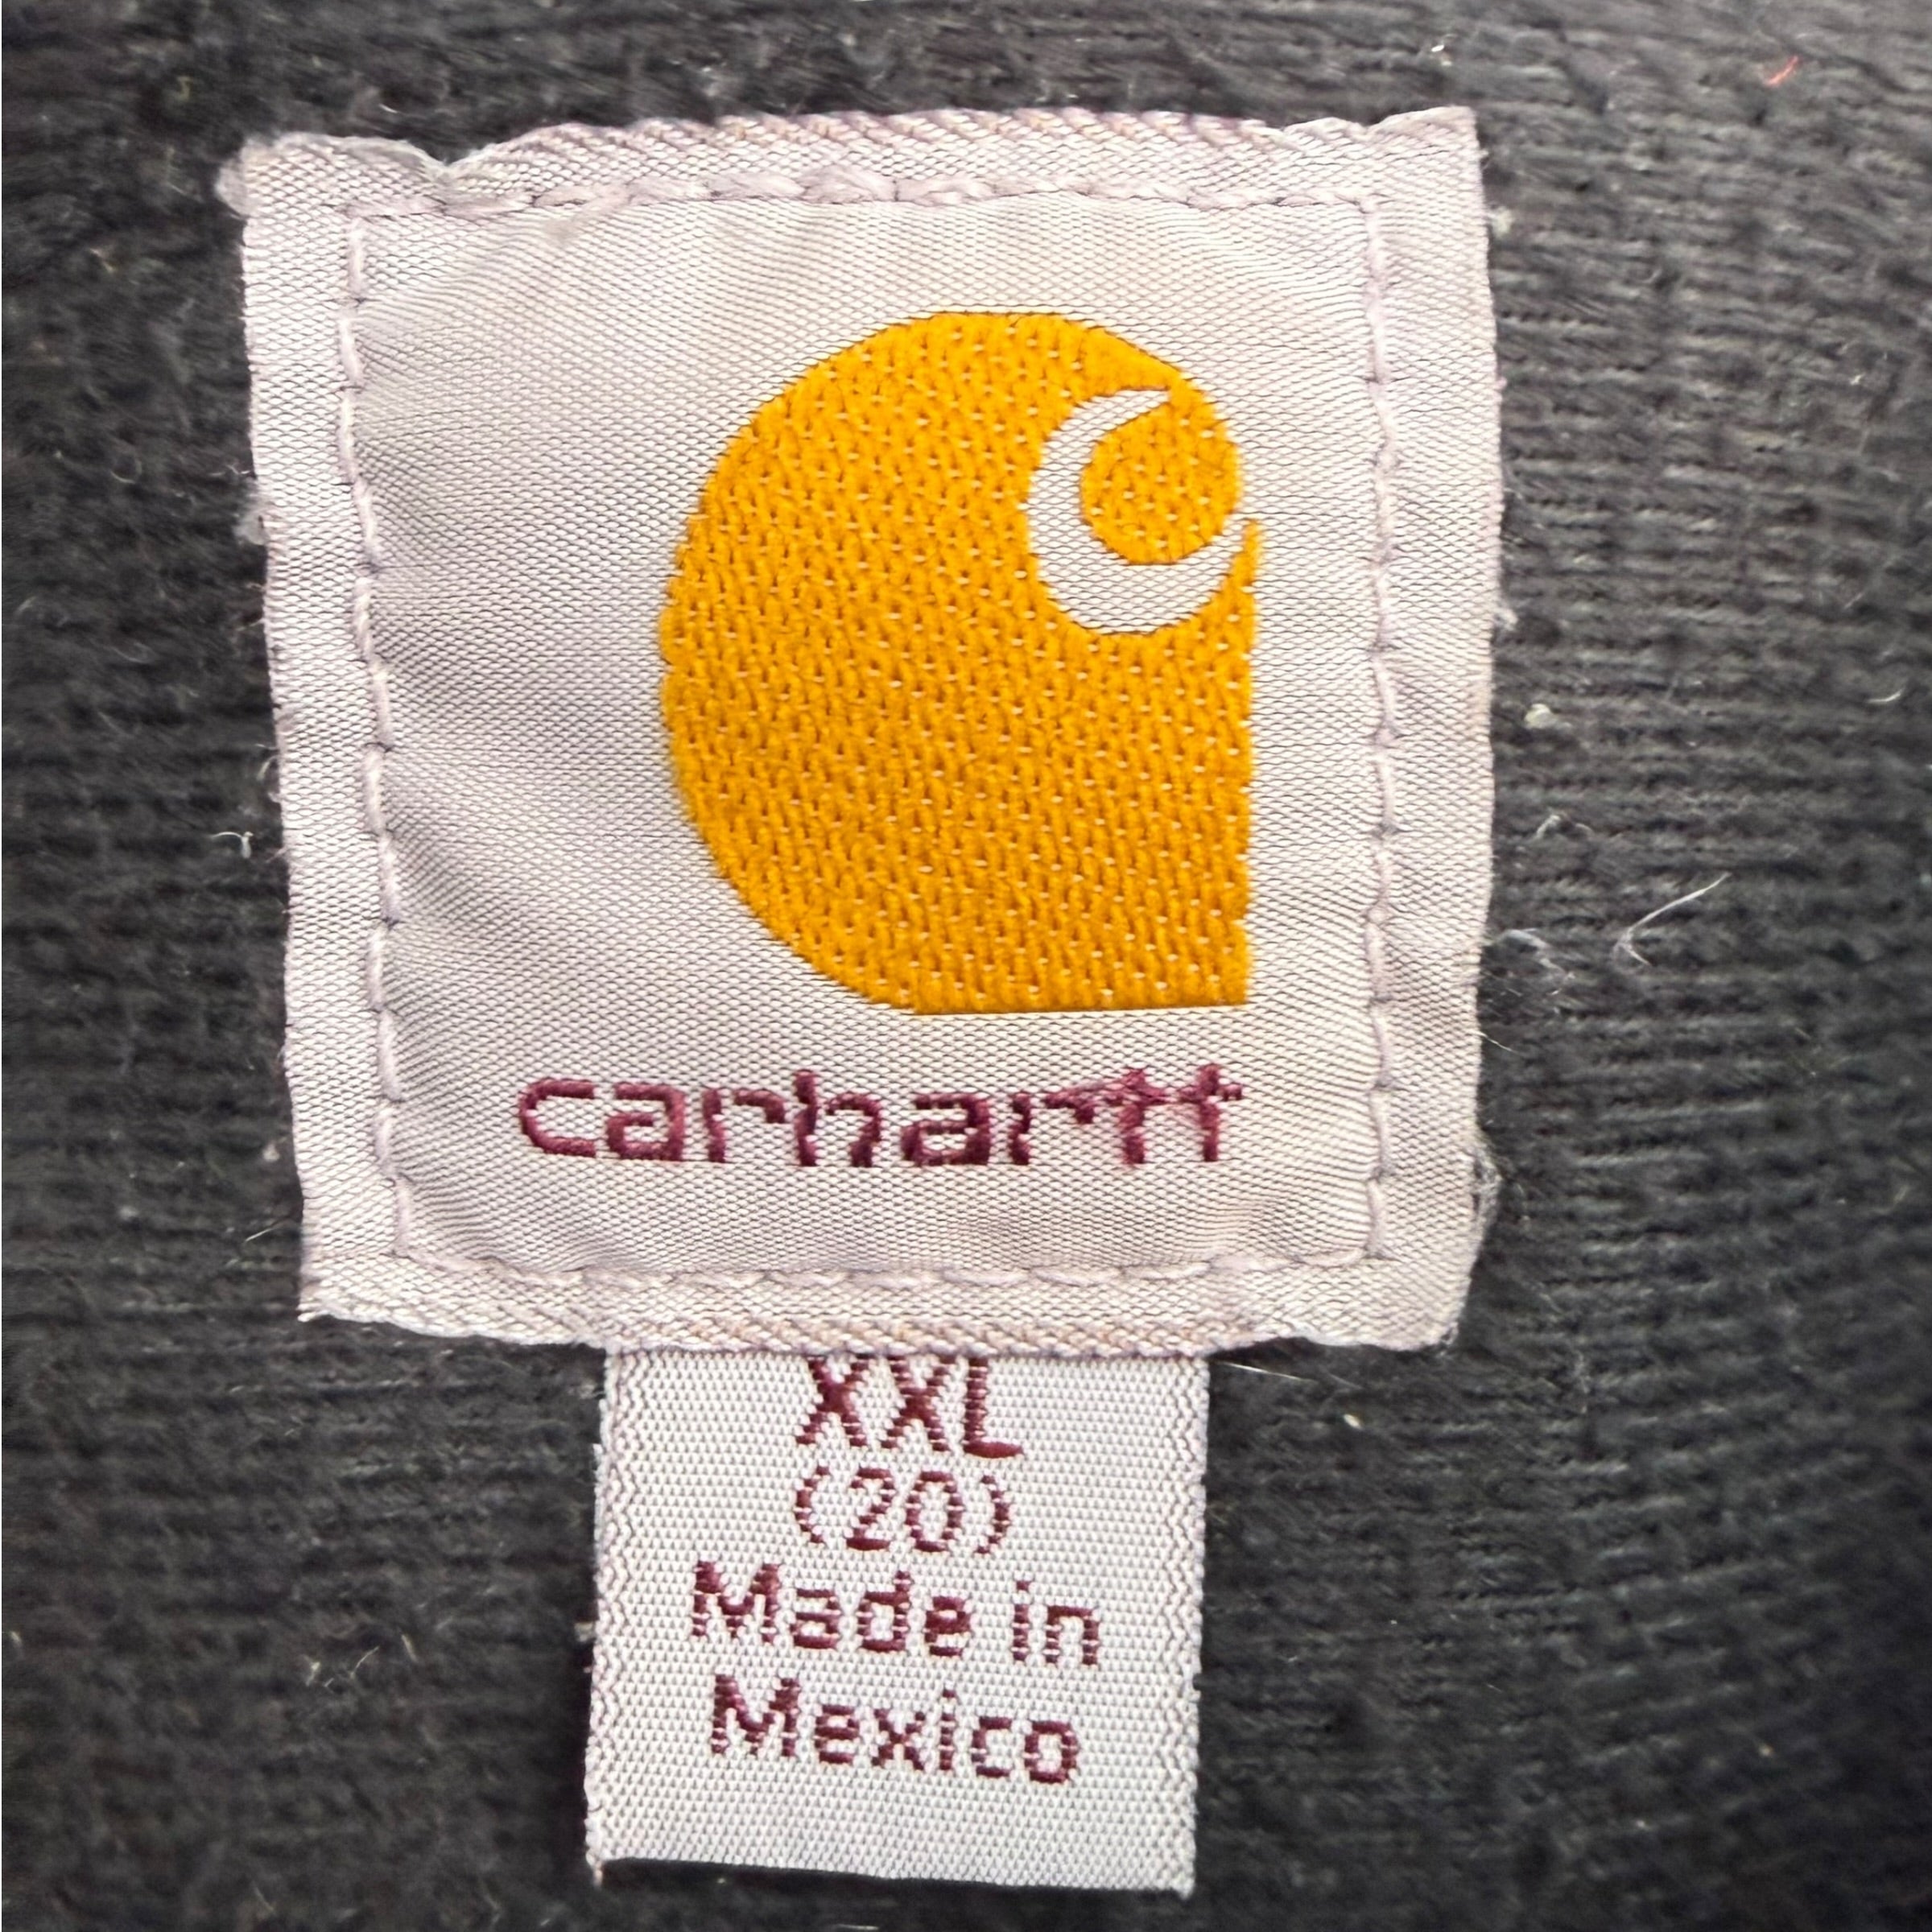 carhartt
XXL
(20)
Made in
Mexico